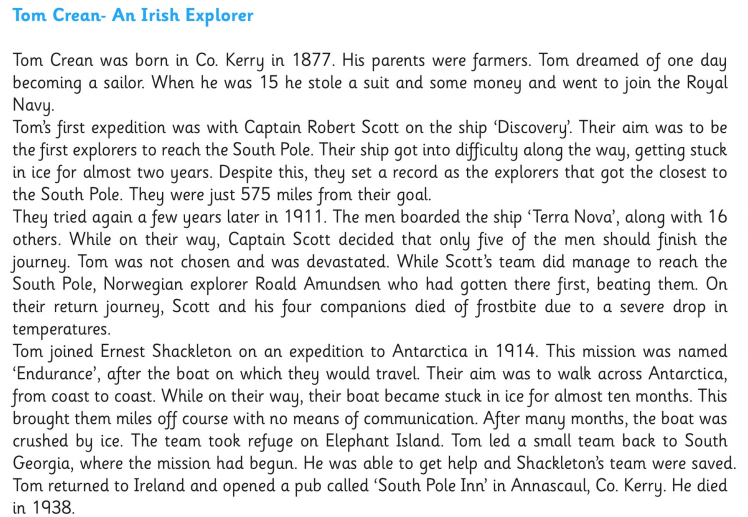 Tom Crean- An Irish Explorer
Tom Crean was born in Co. Kerry in 1877. His parents were farmers. Tom dreamed of one day
becoming a sailor. When he was 15 he stole a suit and some money and went to join the Royal
Navy.
Tom's first expedition was with Captain Robert Scott on the ship 'Discovery'. Their aim was to be
the first explorers to reach the South Pole. Their ship got into difficulty along the way, getting stuck
in ice for almost two years. Despite this, they set a record as the explorers that got the closest to
the South Pole. They were just 575 miles from their goal.
They tried again a few years later in 1911. The men boarded the ship 'Terra Nova', along with 16
others. While on their way, Captain Scott decided that only five of the men should finish the
journey. Tom was not chosen and was devastated. While Scott's team did manage to reach the
South Pole, Norwegian explorer Roald Amundsen who had gotten there first, beating them. On
their return journey, Scott and his four companions died of frostbite due to a severe drop in
temperatures.
Tom joined Ernest Shackleton on an expedition to Antarctica in 1914. This mission was named
'Endurance', after the boat on which they would travel. Their aim was to walk across Antarctica,
from coast to coast. While on their way, their boat became stuck in ice for almost ten months. This
brought them miles off course with no means of communication. After many months, the boat was
crushed by ice. The team took refuge on Elephant Island. Tom led a small team back to South
Georgia, where the mission had begun. He was able to get help and Shackleton's team were saved.
Tom returned to Ireland and opened a pub called 'South Pole Inn' in Annascaul, Co. Kerry. He died
in 1938.